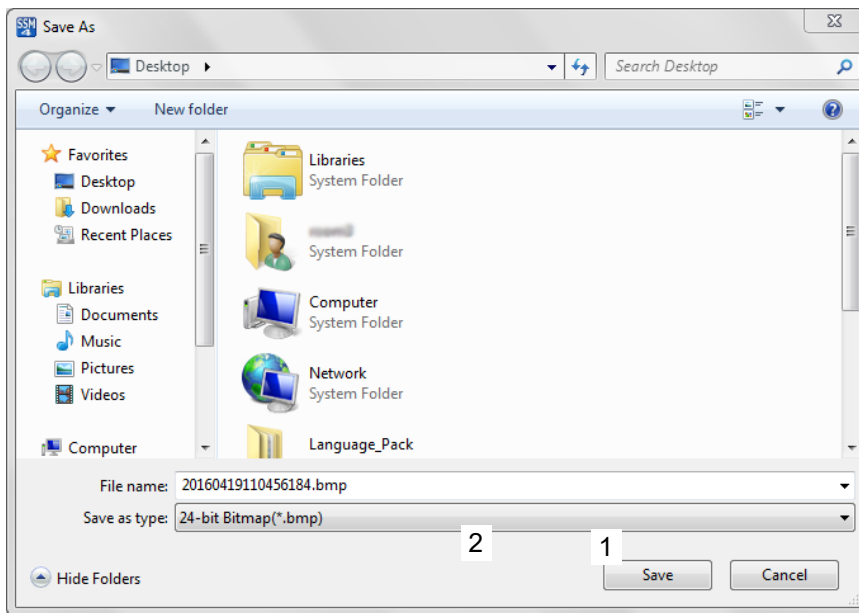 SSM Save As
Desktop
Search Desktop
Organize New folder
Favorites
Desktop
Downloads
Recent Places
Libraries
Documents
Music
Pictures
Videos
Computer
Libraries
System Folder
System Folder
Computer
System Folder
Network
System Folder
Language_Pack
File name: 20160419110456184.bmp
Save as type: 24-bit Bitmap(*.bmp)
2 1
Hide Folders Save Cancel